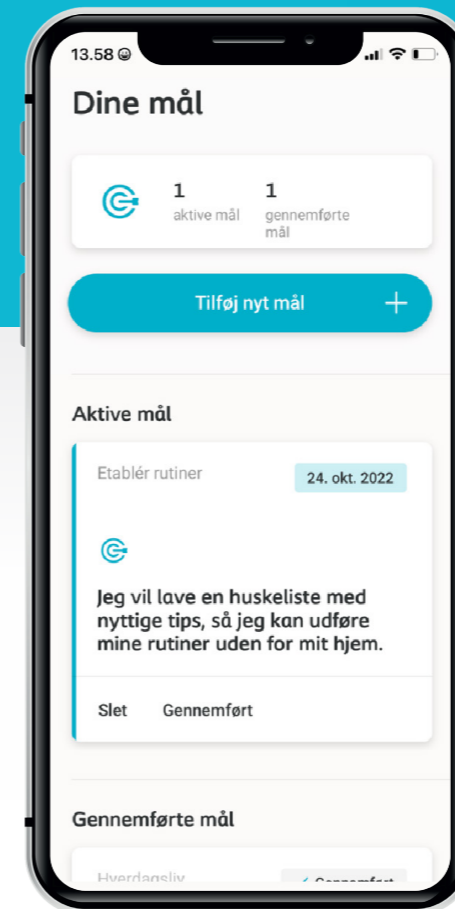 13.58
Dine mål
1
aktive mål
1
gennemførte
mål
Tilføj nyt mål
Aktive mål
Etablér rutiner
24. okt. 2022
Jeg vil lave en huskeliste med
nyttige tips, så jeg kan udføre
mine rutiner uden for mit hjem.
Slet Gennemført
Gennemførte mål
Hverdagsliv
Gennemført